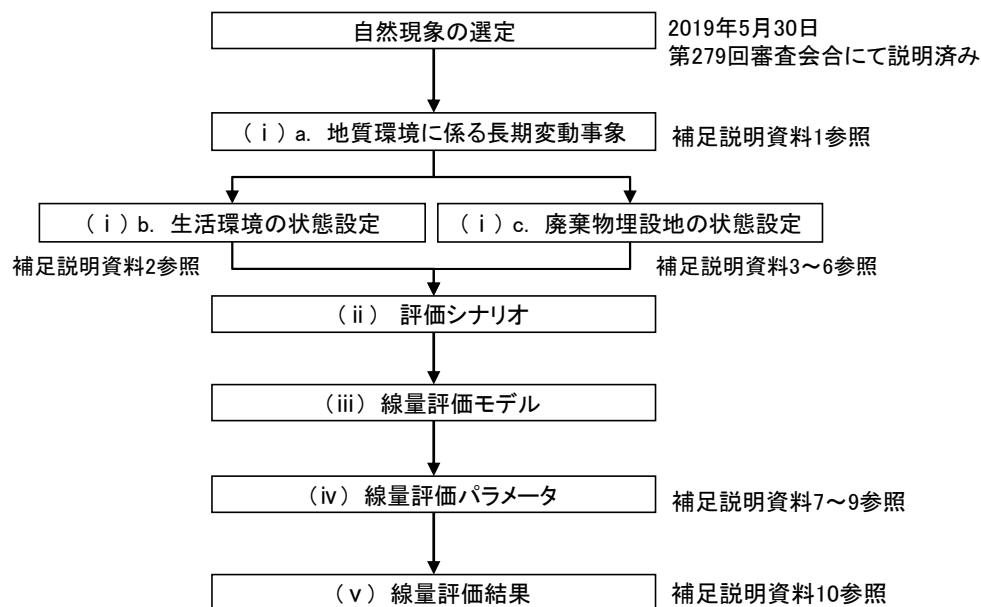 自然現象の選定
2019年5月30日
第279回審査会合にて説明済み
(ⅰ)a. 地質環境に係る長期変動事象
補足説明資料1参照
(ⅰ)b. 生活環境の状態設定
(ⅰ)c. 廃棄物埋設地の状態設定
補足説明資料2参照
補足説明資料3~6参照
(ⅱ) 評価シナリオ
(ⅲ) 線量評価モデル
(ⅳ) 線量評価パラメータ
補足説明資料7~9参照
(ⅴ) 線量評価結果
補足説明資料10参照